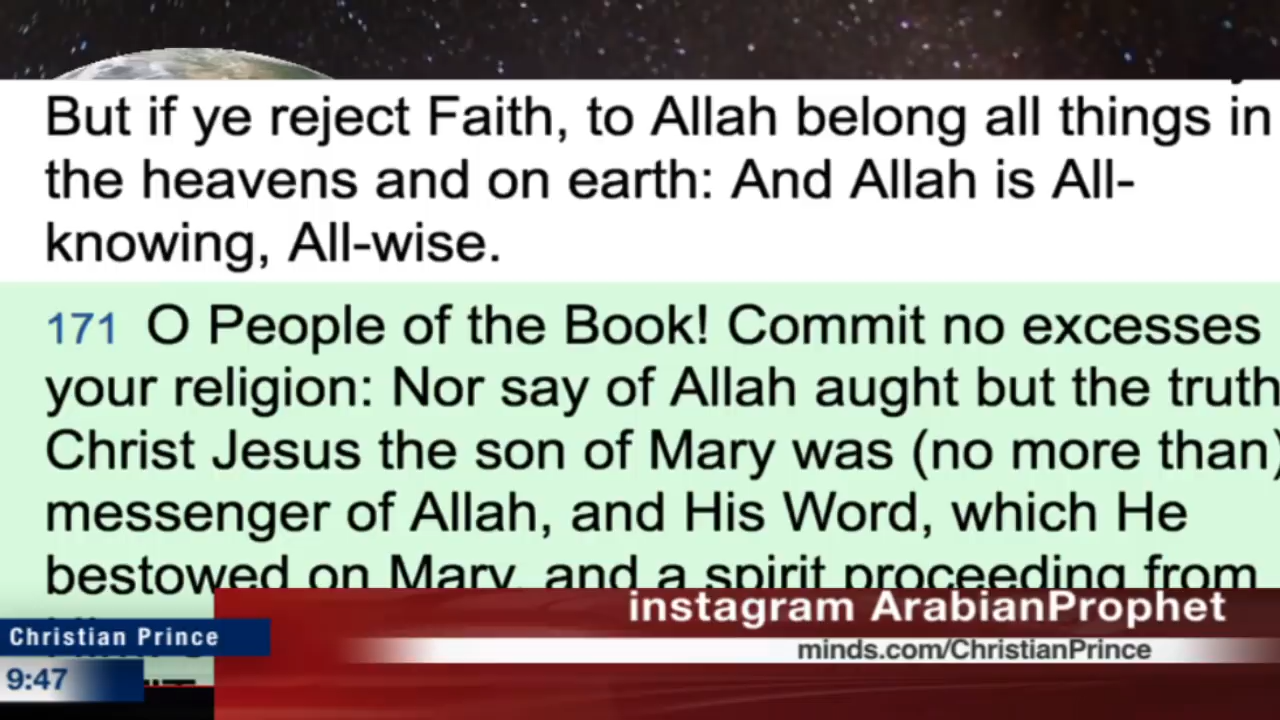 But if ye reject Faith, to Allah belong all things in
the heavens and on earth: And Allah is All-
knowing, All-wise.
171 O People of the Book! Commit no excesses
your religion: Nor say of Allah aught but the truth
Christ Jesus the son of Mary was (no more than)
messenger of Allah, and His Word, which He
bestowed on Mary, and a spirit proceeding from
instagram ArabianProphet
Christian Prince
minds.com/ChristianPrince
9:47